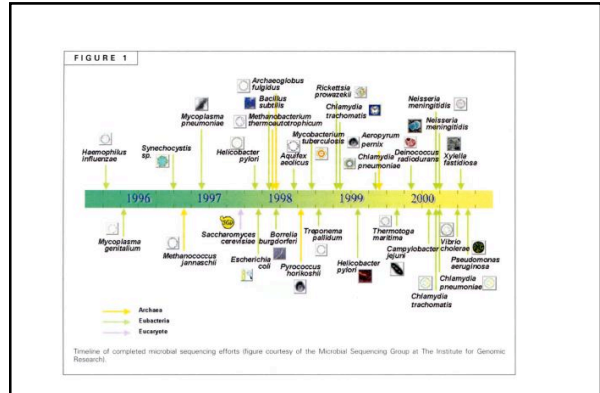 FIGURE 1
Archaeoglobus
fulgidus
Bacillus
subtilis
Methanobacterium
thermoautotrophicum
Mycoplasma
pneumoniae
Rickettsia
prowazekii
Chlamydia
trachomatis
Neisseria
meningitidis
Neisseria
meningitidis
Mycobacterium
tuberculosis
Aeropyrum
pernix
Haemophilus
influenzae
Synechocystis
sp.
Helicobacter
pylori
Aquifex
aeolicus
Chlamydia
pneumoniae
Deinococcus
radiodurans
Xylella
fastidiosa
1996 1997 1998 1999 2000
Mycoplasma
genitalium
Methanococcus
jannaschii
Saccharomyces
cerevisiae
Escherichia
coli
Borrelia
burgdorferi
Pyrococcus
horikoshii
Treponema
pallidum
Helicobacter
pylori
Thermotoga
maritima
Campylobacter
jejuni
Chlamydia
trachomatis
Vibrio
cholerae
Chlamydia
pneumoniae
Pseudomonas
aeruginosa
Archaea
Eubacteria
Eucaryote
Timeline of completed microbial sequencing efforts (figure courtesy of the Microbial Sequencing Group at The Institute for Genomic
Research).